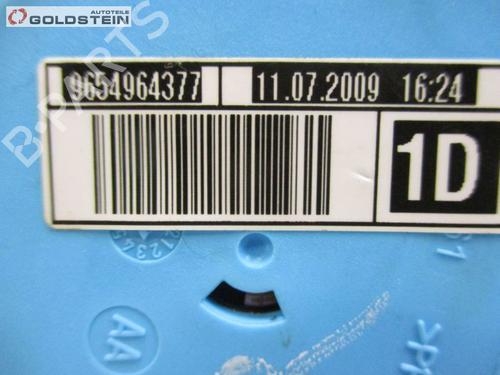 AUTOTEILE
GOLDSTEIN
B-PARTS
9654964377
11.07.2009 16:24
1D
AA
>P